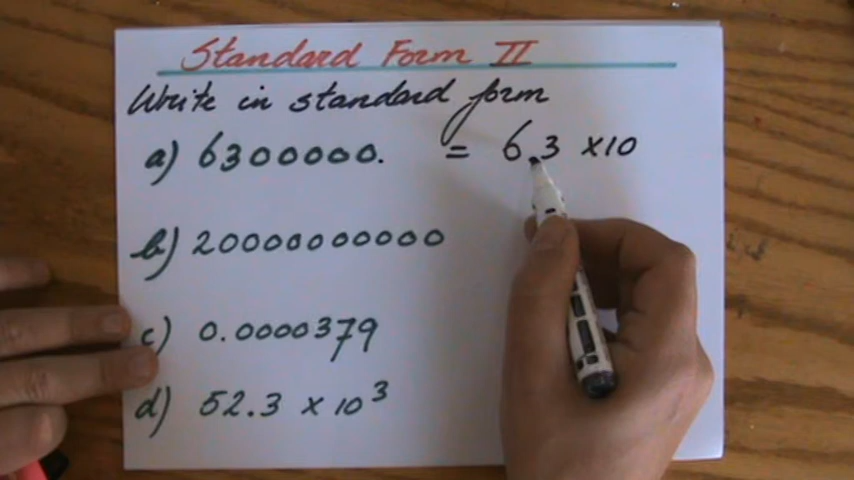 Standard Form II
Write in standard form
a) 6300000. = 6.3 x10
b) 20000000000
c) 0.0000379
d) 52.3 x 10³